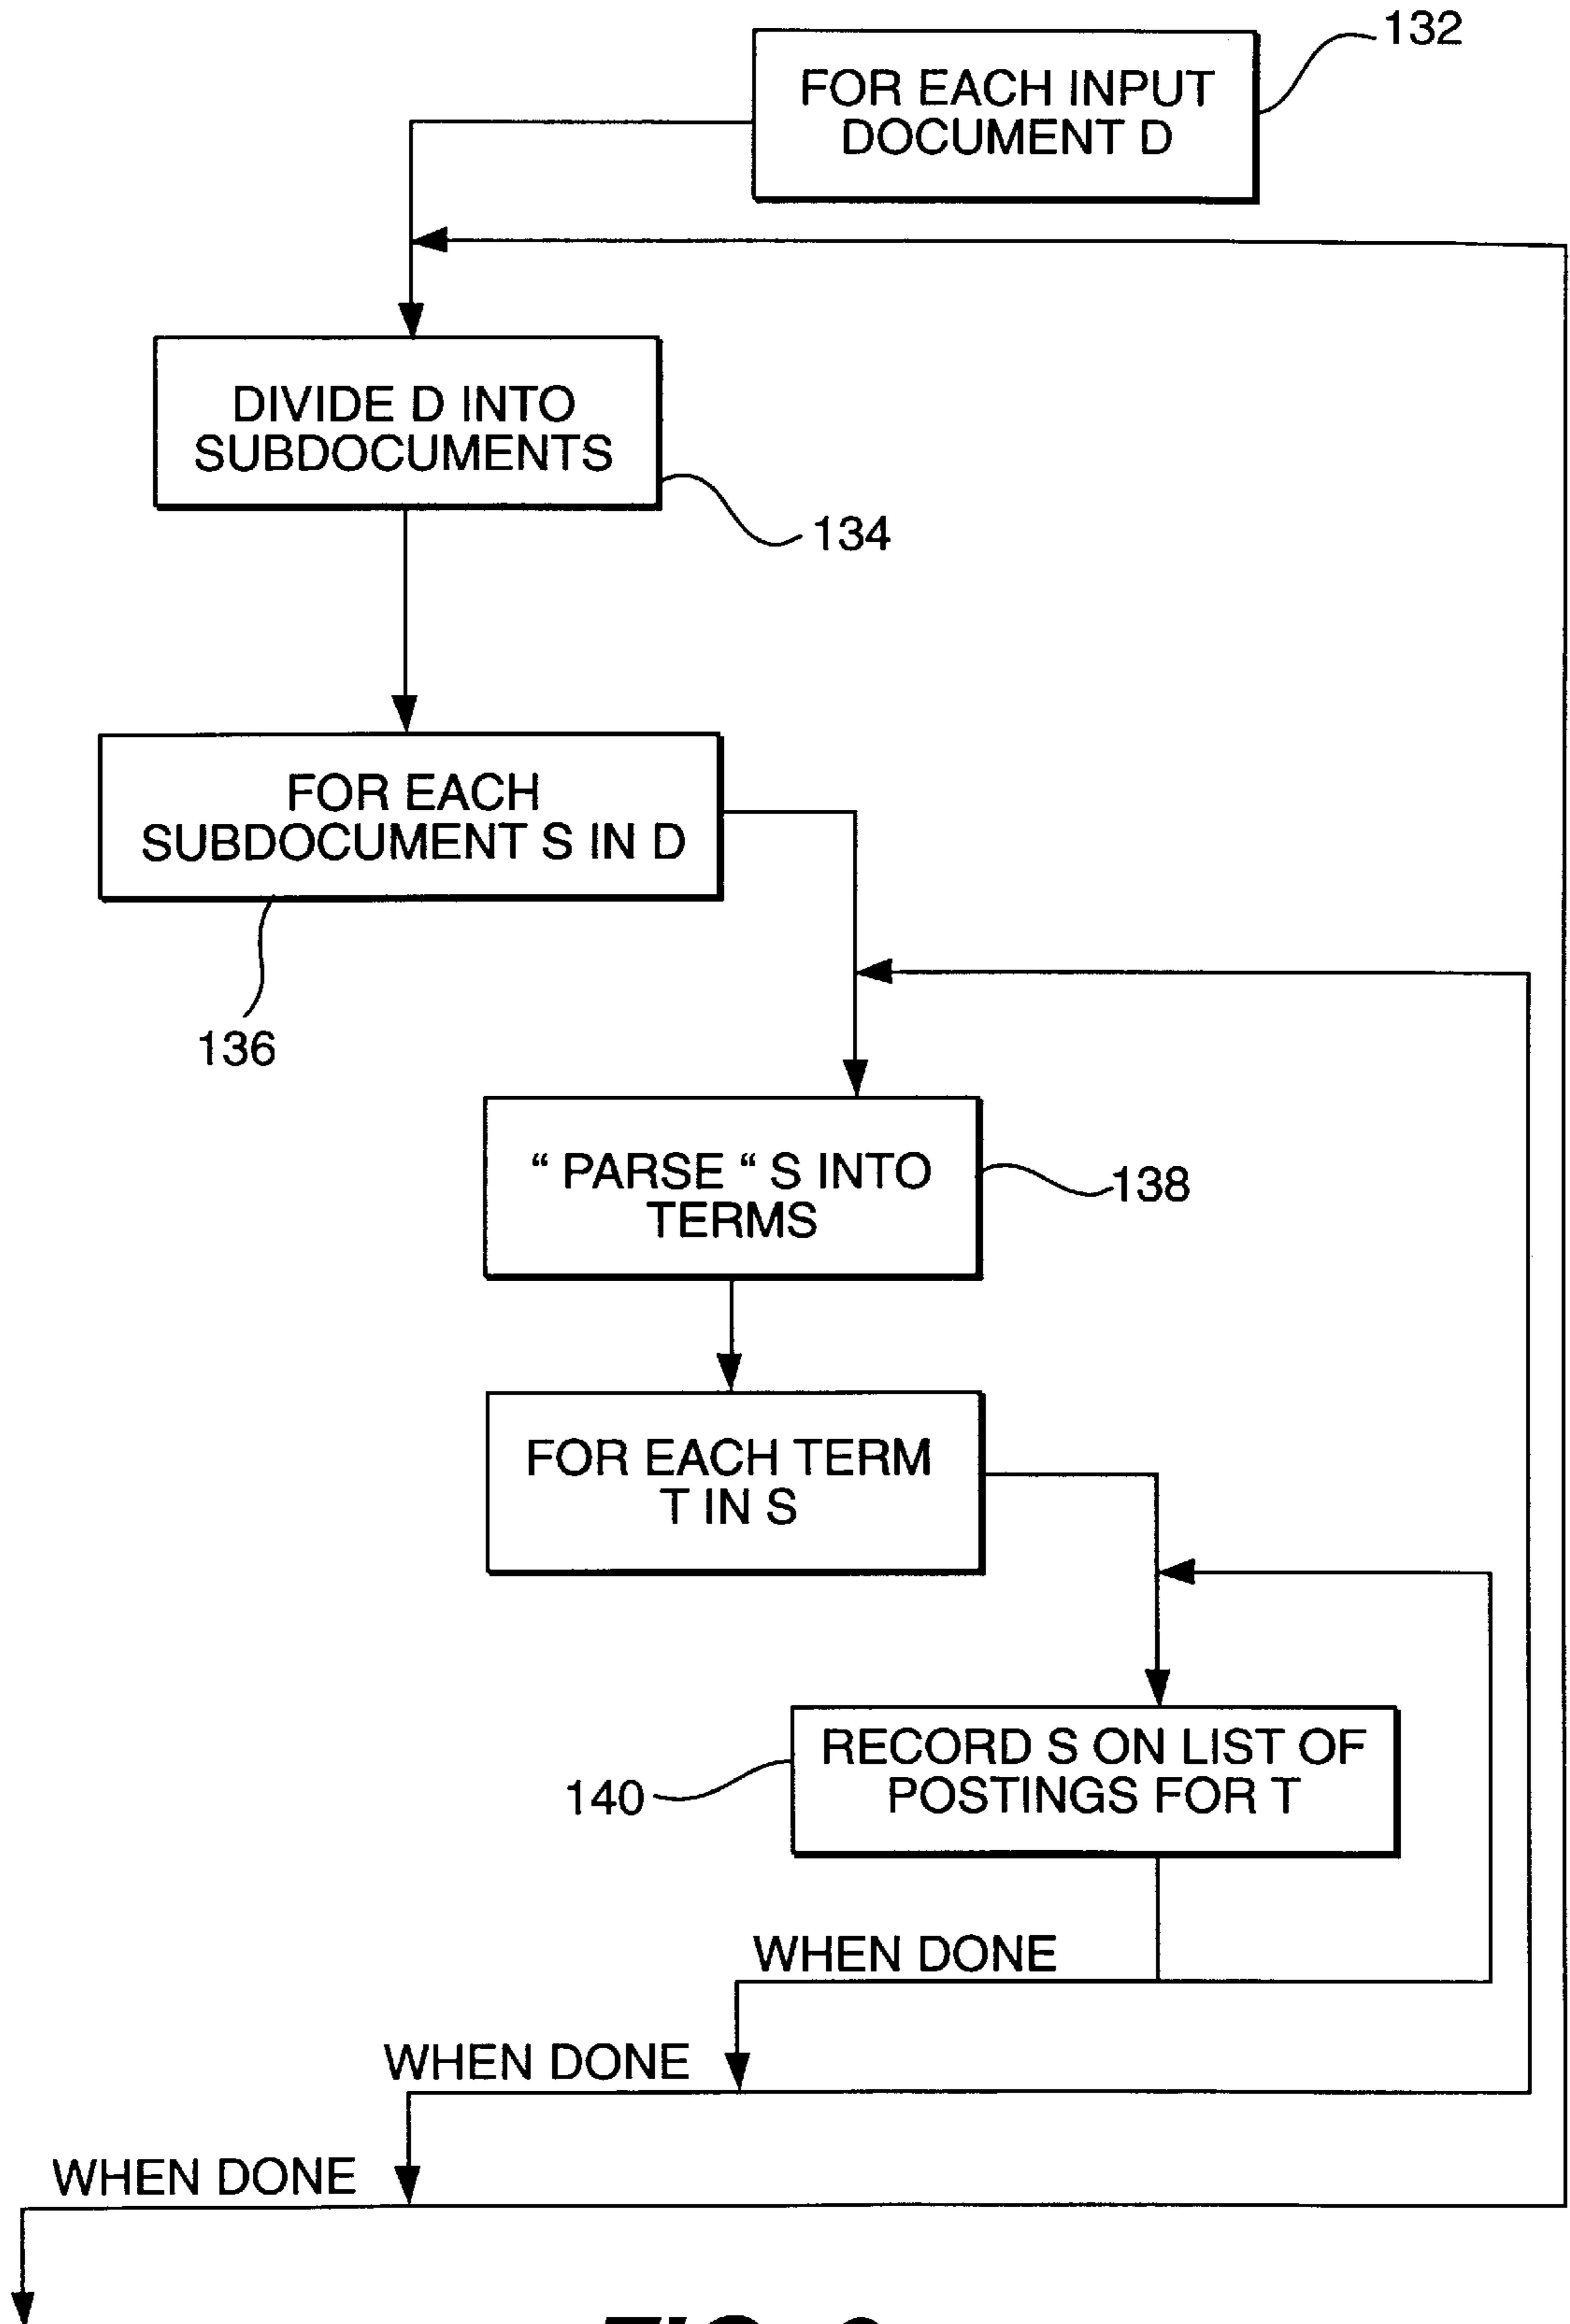 132
FOR EACH INPUT
DOCUMENT D
DIVIDE D INTO
SUBDOCUMENTS
134
FOR EACH
SUBDOCUMENT S IN D
136
“ PARSE “ S INTO
TERMS
138
FOR EACH TERM
T IN S
RECORD S ON LIST OF
POSTINGS FOR T
140
WHEN DONE
WHEN DONE
WHEN DONE